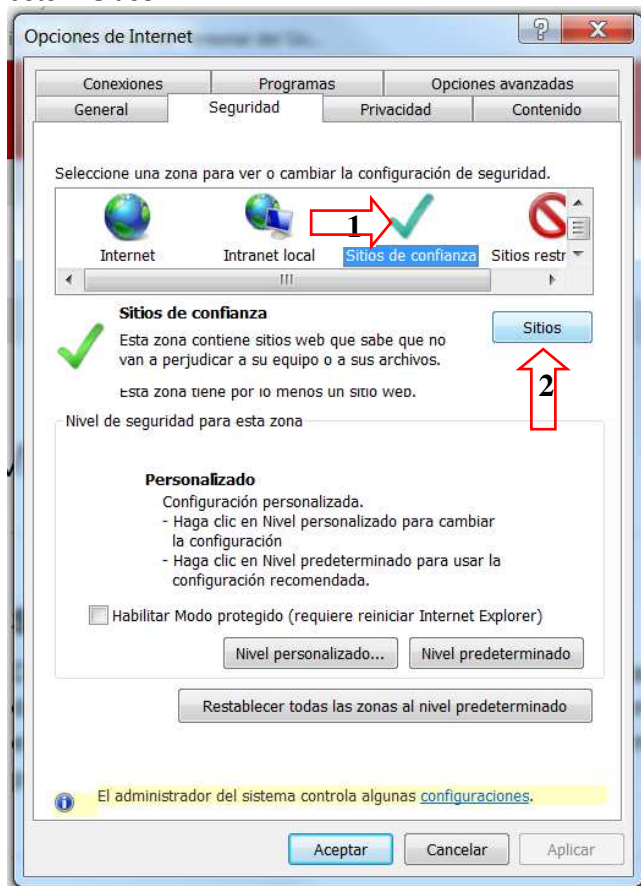 Opciones de Internet
Conexiones Programas Opciones avanzadas
General Seguridad Privacidad Contenido
Seleccione una zona para ver o cambiar la configuración de seguridad.
1
Internet Intranet local Sitios de confianza Sitios restr
Sitios de confianza
Sitios
Esta zona contiene sitios web que sabe que no
van a perjudicar a su equipo o a sus archivos.
2
Esta zona tiene por lo menos un sitio web.
Nivel de seguridad para esta zona
Personalizado
Configuración personalizada.
- Haga clic en Nivel personalizado para cambiar
la configuración
- Haga clic en Nivel predeterminado para usar la
configuración recomendada.
Habilitar Modo protegido (requiere reiniciar Internet Explorer)
Nivel personalizado... Nivel predeterminado
Restablecer todas las zonas al nivel predeterminado
El administrador del sistema controla algunas configuraciones.
Aceptar Cancelar Aplicar